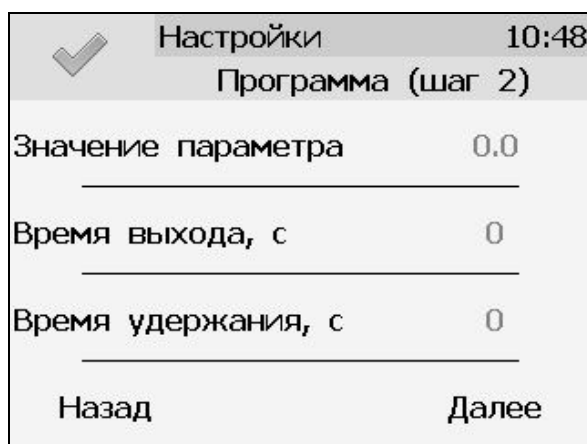 Настройки 10:48
Программа (шаг 2)
Значение параметра 0.0
Время выхода, с 0
Время удержания, с 0
Назад Далее